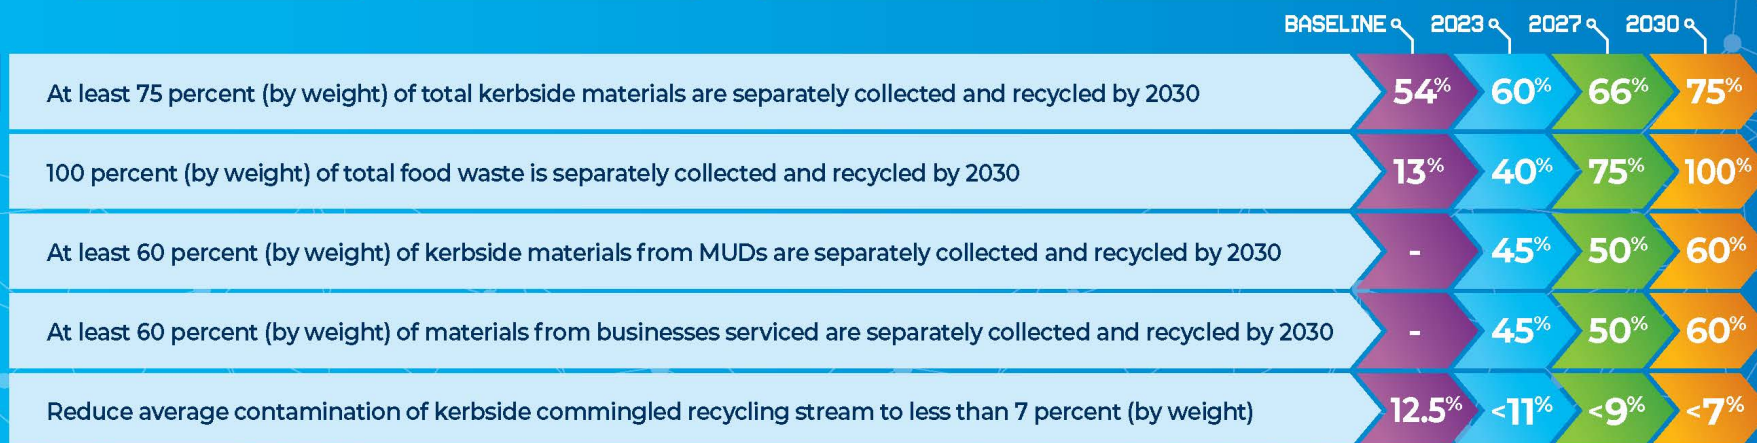 BASELINE 2023 2027 2030
At least 75 percent (by weight) of total kerbside materials are separately collected and recycled by 2030 54% 60% 66% 75%
100 percent (by weight) of total food waste is separately collected and recycled by 2030 13% 40% 75% 100%
At least 60 percent (by weight) of kerbside materials from MUDs are separately collected and recycled by 2030 - 45% 50% 60%
At least 60 percent (by weight) of materials from businesses serviced are separately collected and recycled by 2030 - 45% 50% 60%
Reduce average contamination of kerbside commingled recycling stream to less than 7 percent (by weight) 12.5% <11% <9% <7%